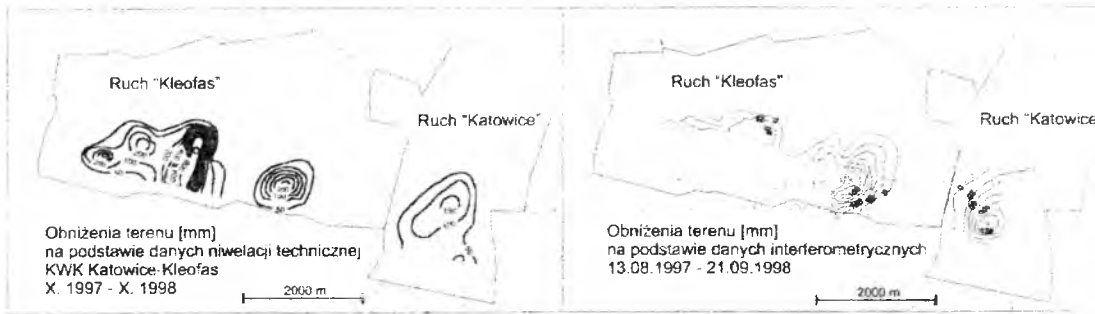 Ruch "Kleofas"
Ruch "Katowice"
Obniżenia terenu [mm]
na podstawie danych niwelacji technicznej
KWK Katowice-Kleofas
X. 1997 - X. 1998
2000 m
Ruch "Kleofas"
Ruch "Katowice
Obniżenia terenu [mm]
na podstawie danych interferometrycznych
13.08.1997 - 21.09.1998
2000 m